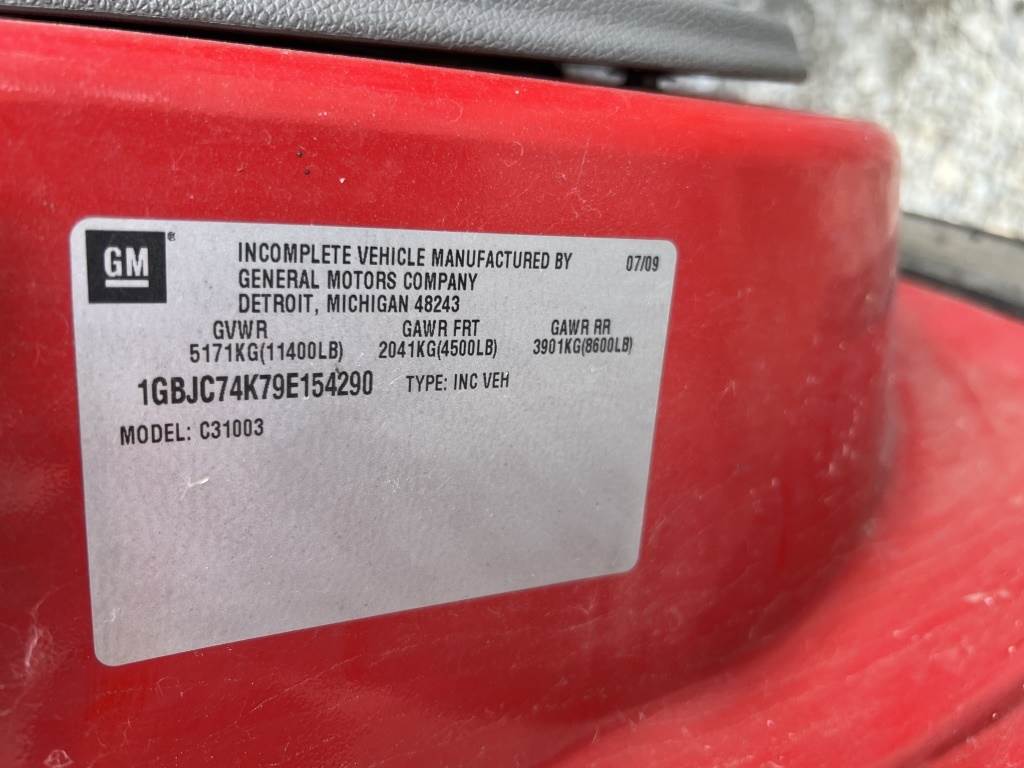 GM® INCOMPLETE VEHICLE MANUFACTURED BY 07/09
GENERAL MOTORS COMPANY
DETROIT, MICHIGAN 48243
GVWR GAWR FRT GAWR RR
5171KG(11400LB) 2041KG(4500LB) 3901KG(8600LB)
1GBJC74K79E154290 TYPE: INC VEH
MODEL: C31003